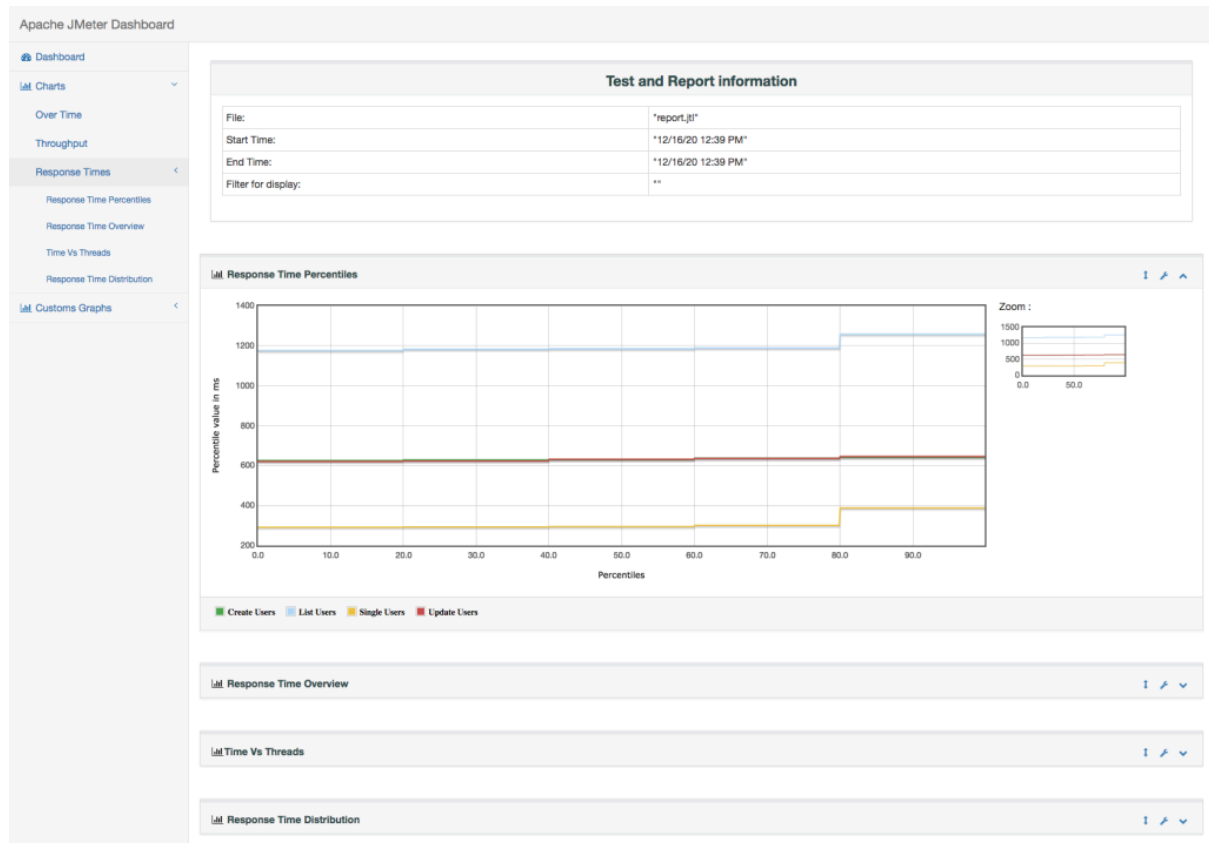 Apache JMeter Dashboard
Dashboard
Charts
Over Time
Throughput
Response Times
Response Time Percentiles
Response Time Overview
Time Vs Threads
Response Time Distribution
Customs Graphs
Test and Report information
File: "report.jtl"
Start Time: "12/16/20 12:39 PM"
End Time: "12/16/20 12:39 PM"
Filter for display: ""
Response Time Percentiles
Percentile value in ms
1400
1200
1000
800
600
400
200
0.0 10.0 20.0 30.0 40.0 50.0 60.0 70.0 80.0 90.0
Percentiles
Zoom :
1500
1000
500
0
0.0 50.0
Create Users List Users Single Users Update Users
Response Time Overview
Time Vs Threads
Response Time Distribution